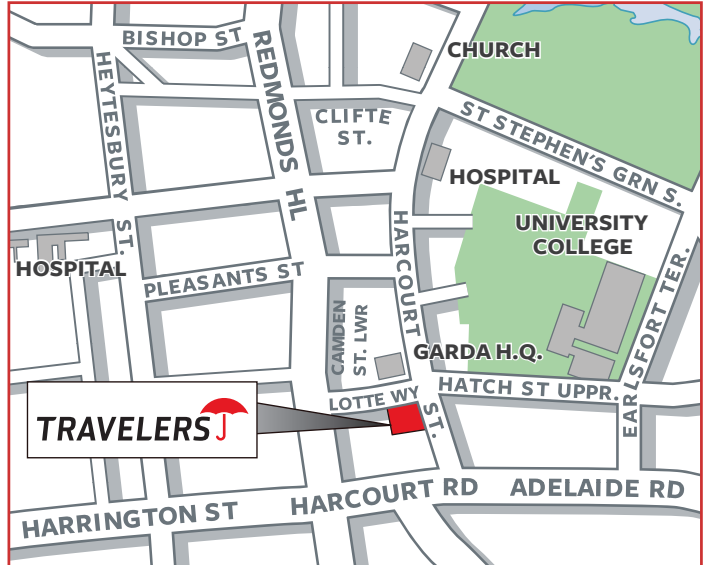 BISHOP ST
REDMONDS HL
CHURCH
HEYTESBURY ST.
CLIFTE
ST.
ST STEPHEN'S GRN S.
HOSPITAL
HARCOURT ST.
UNIVERSITY
COLLEGE
HOSPITAL
PLEASANTS ST
EARLSFORT TER.
CAMDEN
ST. LWR
GARDA H.Q.
HATCH ST UPPR.
LOTTE WY
TRAVELERS
HARCOURT RD
ADELAIDE RD
HARRINGTON ST